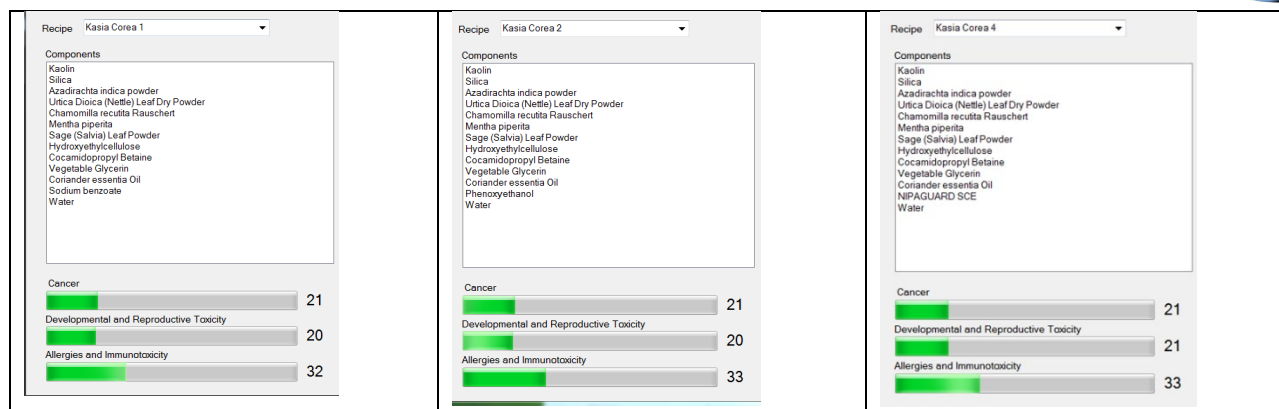 Recipe Kasia Corea 1
Components
Kaolin
Silica
Azadirachta indica powder
Urtica Dioica (Nettle) Leaf Dry Powder
Chamomilla recutita Rauschert
Mentha piperita
Sage (Salvia) Leaf Powder
Hydroxyethylcellulose
Cocamidopropyl Betaine
Vegetable Glycerin
Coriander essentia Oil
Sodium benzoate
Water
Cancer
21
Developmental and Reproductive Toxicity
20
Allergies and Immunotoxicity
32
Recipe Kasia Corea 2
Components
Kaolin
Silica
Azadirachta indica powder
Urtica Dioica (Nettle) Leaf Dry Powder
Chamomilla recutita Rauschert
Mentha piperita
Sage (Salvia) Leaf Powder
Hydroxyethylcellulose
Cocamidopropyl Betaine
Vegetable Glycerin
Coriander essentia Oil
Phenoxyethanol
Water
Cancer
21
Developmental and Reproductive Toxicity
20
Allergies and Immunotoxicity
33
Recipe Kasia Corea 4
Components
Kaolin
Silica
Azadirachta indica powder
Urtica Dioica (Nettle) Leaf Dry Powder
Chamomilla recutita Rauschert
Mentha piperita
Sage (Salvia) Leaf Powder
Hydroxyethylcellulose
Cocamidopropyl Betaine
Vegetable Glycerin
Coriander essentia Oil
NIPAGUARD SCE
Water
Cancer
21
Developmental and Reproductive Toxicity
21
Allergies and Immunotoxicity
33